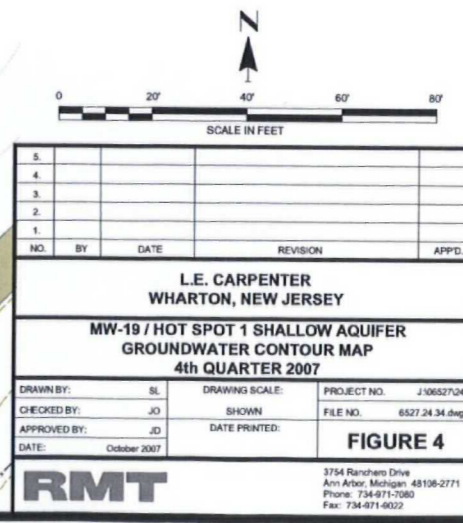 N
0 20' 40' 60' 80'
SCALE IN FEET
5.
4.
3.
2.
1.
NO. BY DATE REVISION APP'D.
L.E. CARPENTER
WHARTON, NEW JERSEY
MW-19 / HOT SPOT 1 SHALLOW AQUIFER
GROUNDWATER CONTOUR MAP
4th QUARTER 2007
DRAWN BY: SL DRAWING SCALE: PROJECT NO. J:\06527\24
CHECKED BY: JO SHOWN FILE NO. 6527.24.34.dwg
APPROVED BY: JD DATE PRINTED:
DATE: October 2007 FIGURE 4
RMT
3754 Ranchero Drive
Ann Arbor, Michigan 48108-2771
Phone: 734-971-7080
Fax: 734-971-9022